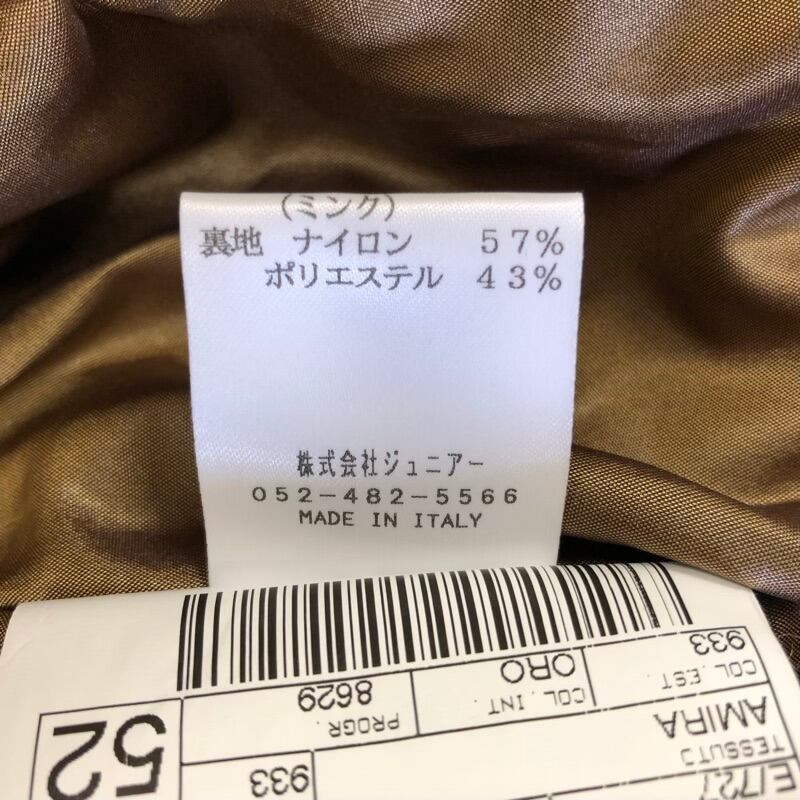 (ミンク)
裏地 ナイロン 57%
ポリエステル 43%
株式会社ジュニアー
052-482-5566
MADE IN ITALY
933
TESSUTO
AMIRA
COL.EST. COL.INT. PROGR.
933 ORO 8629
52